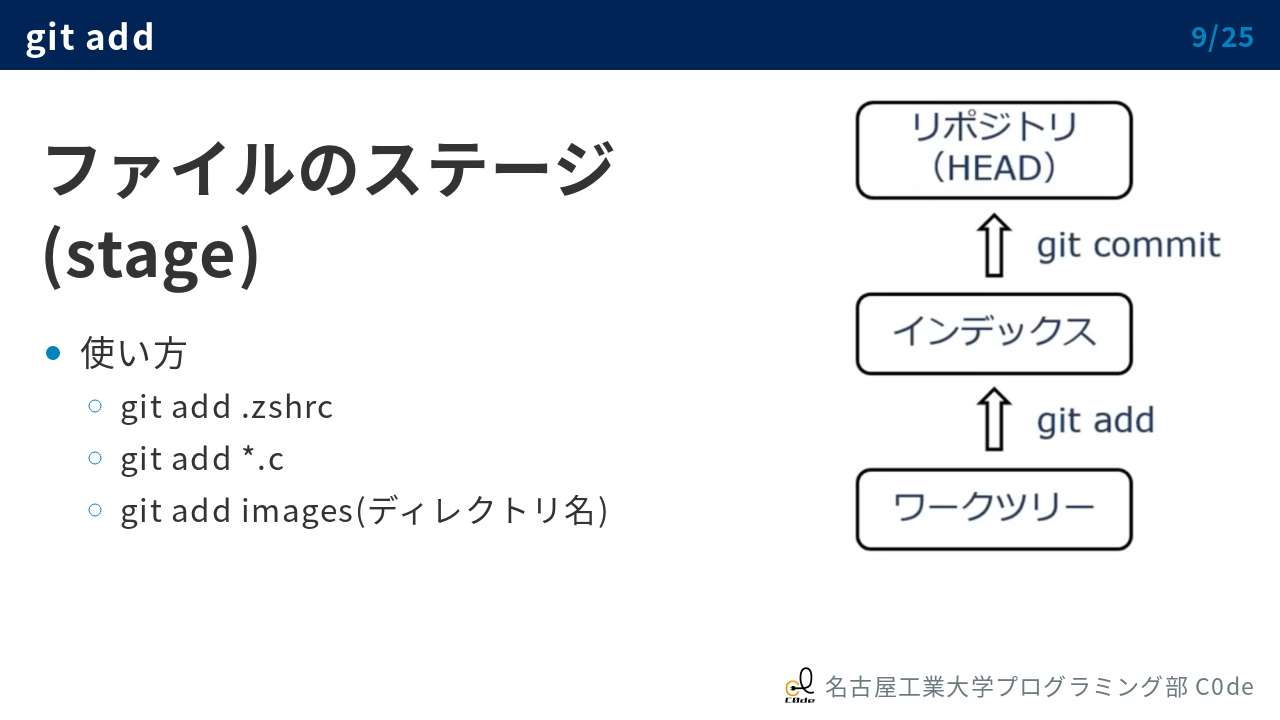 git add
9/25
ファイルのステージ
(stage)
使い方
git add .zshrc
git add *.c
git add images(ディレクトリ名)
リポジトリ
（HEAD）
git commit
インデックス
git add
ワークツリー
C0de
名古屋工業大学プログラミング部 C0de